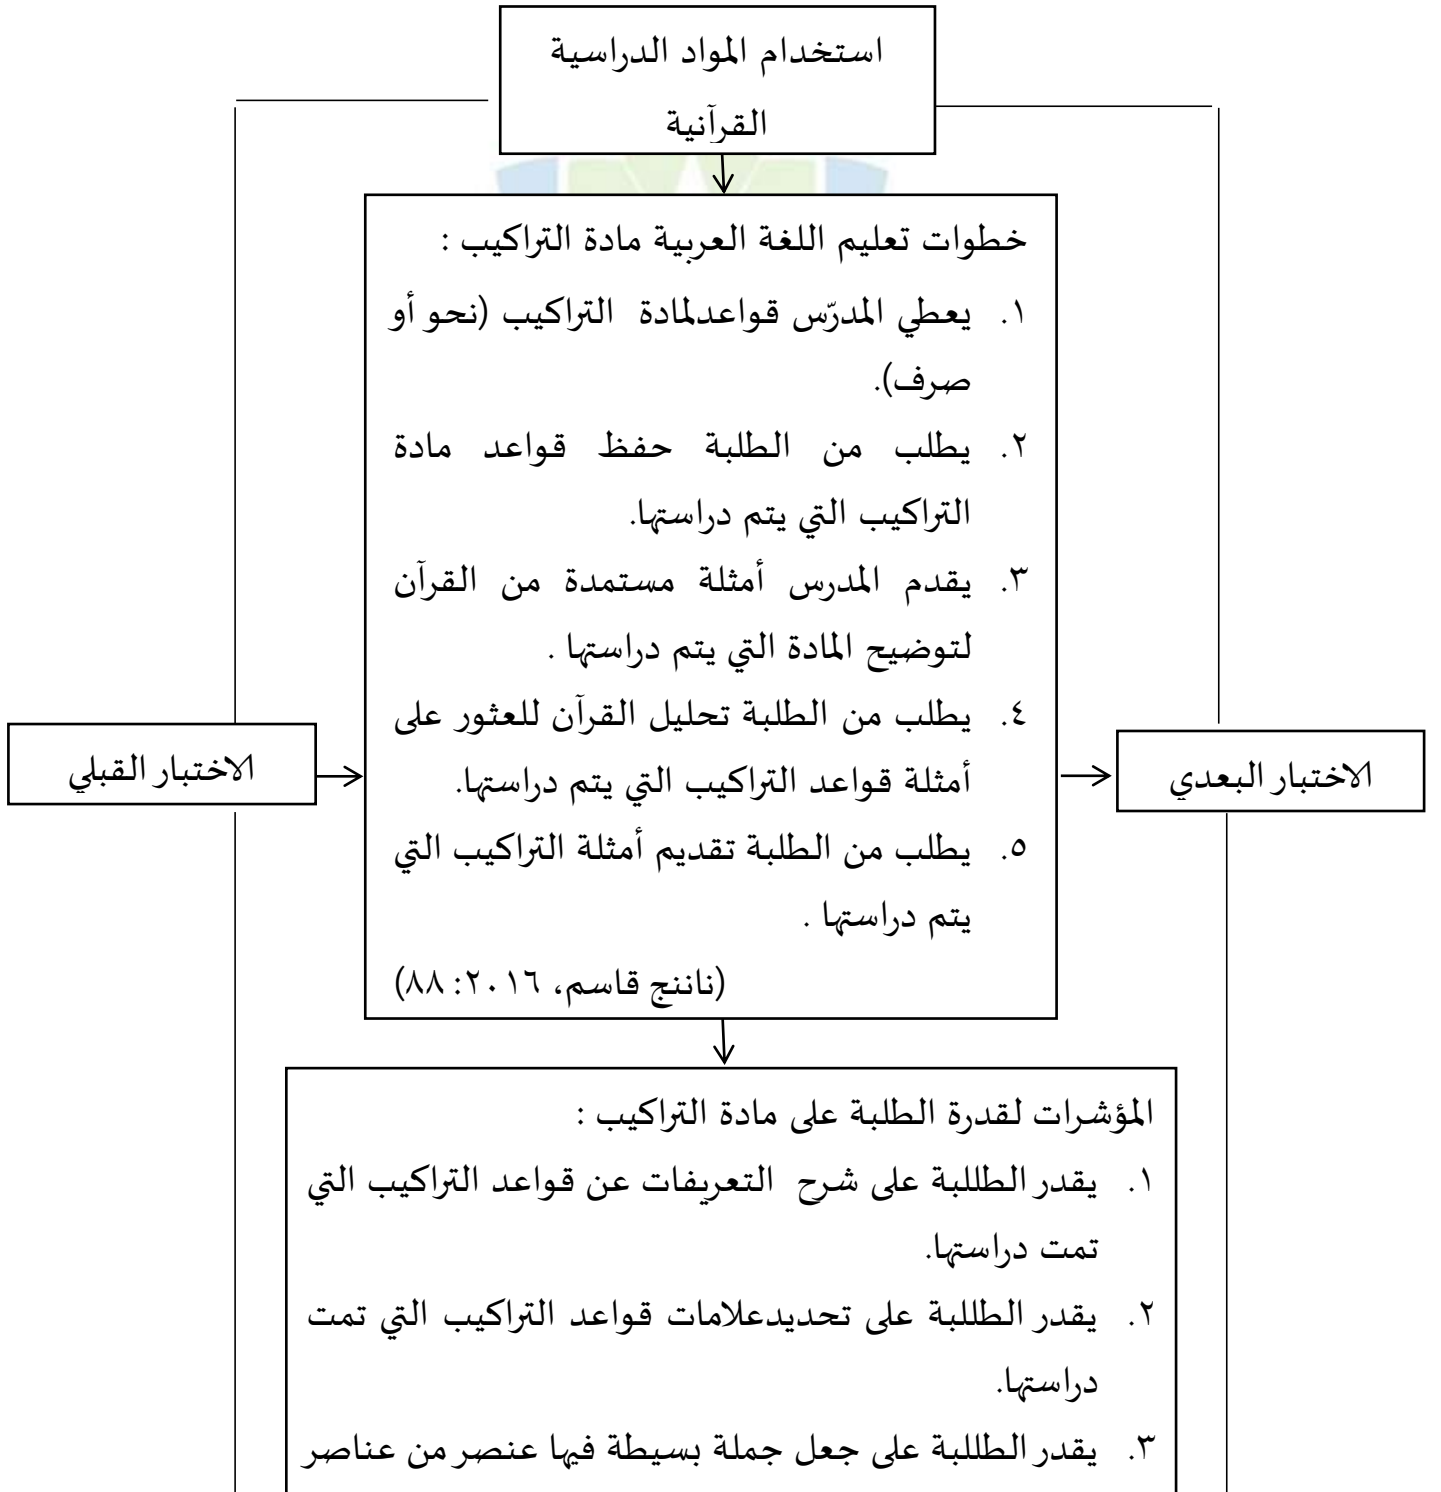 استخدام المواد الدراسية
القرآنية
خطوات تعليم اللغة العربية مادة التراكيب :
١. يعطي المدرّس قواعدلمادة التراكيب (نحو أو
صرف).
٢. يطلب من الطلبة حفظ قواعد مادة
التراكيب التي يتم دراستها.
٣. يقدم المدرس أمثلة مستمدة من القرآن
لتوضيح المادة التي يتم دراستها .
٤. يطلب من الطلبة تحليل القرآن للعثور على
أمثلة قواعد التراكيب التي يتم دراستها.
٥. يطلب من الطلبة تقديم أمثلة التراكيب التي
يتم دراستها .
(ناننج قاسم، ٢٠١٦: ٨٨)
الاختبار القبلي
الاختبار البعدي
المؤشرات لقدرة الطلبة على مادة التراكيب :
١. يقدر الطللبة على شرح التعريفات عن قواعد التراكيب التي
تمت دراستها.
٢. يقدر الطللبة على تحديدعلامات قواعد التراكيب التي تمت
دراستها.
٣. يقدر الطللبة على جعل جملة بسيطة فيها عنصر من عناصر